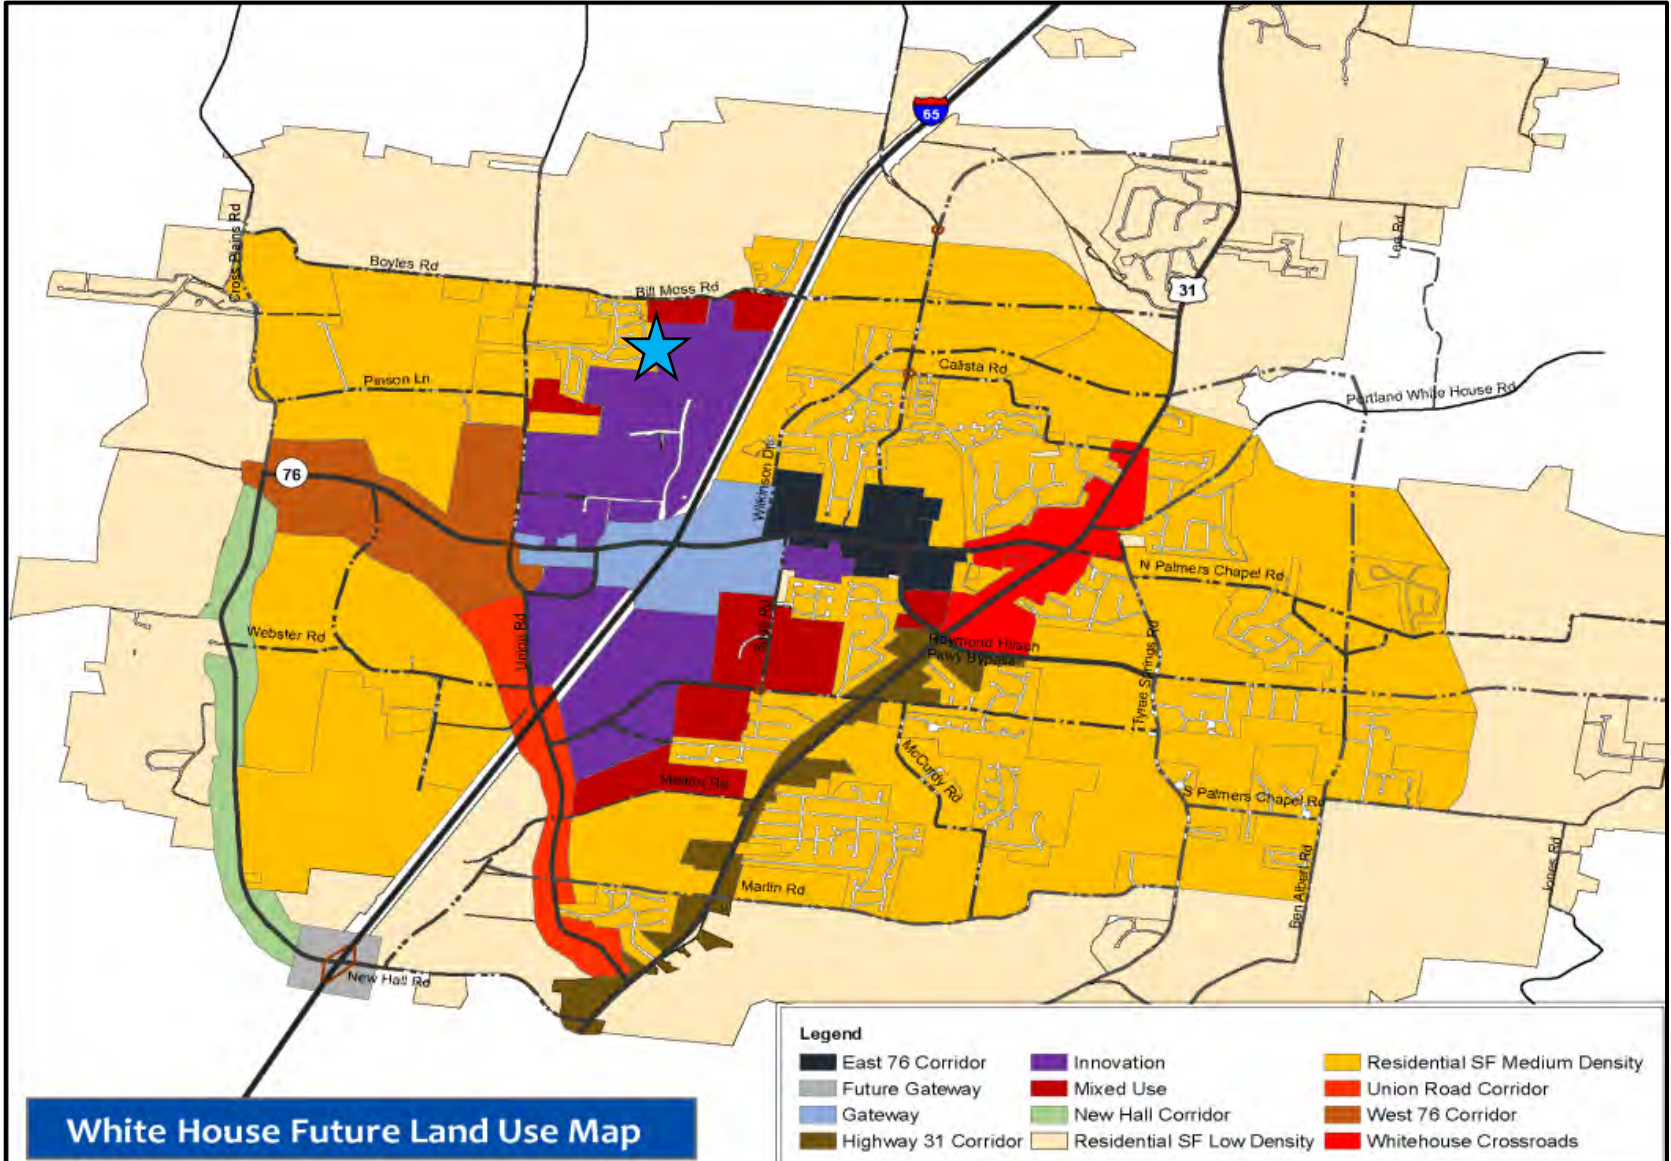 65
Cross Plains Rd
Boyles Rd
Bill Moss Rd
31
Lee Rd
Pinson Ln
Calista Rd
Portland White House Rd
76
Wilkinson Dr
N Palmers Chapel Rd
Webster Rd
Union Rd
Sage Rd
Raymond Hirsch
Pkwy Bypass
Tyree Springs Rd
McCurdy Rd
Meadow Rd
S Palmers Chapel Rd
Marlin Rd
Ben Albert Rd
Jones Rd
New Hall Rd
Legend
East 76 Corridor
Future Gateway
Gateway
Highway 31 Corridor
Innovation
Mixed Use
New Hall Corridor
Residential SF Low Density
Residential SF Medium Density
Union Road Corridor
West 76 Corridor
Whitehouse Crossroads
White House Future Land Use Map